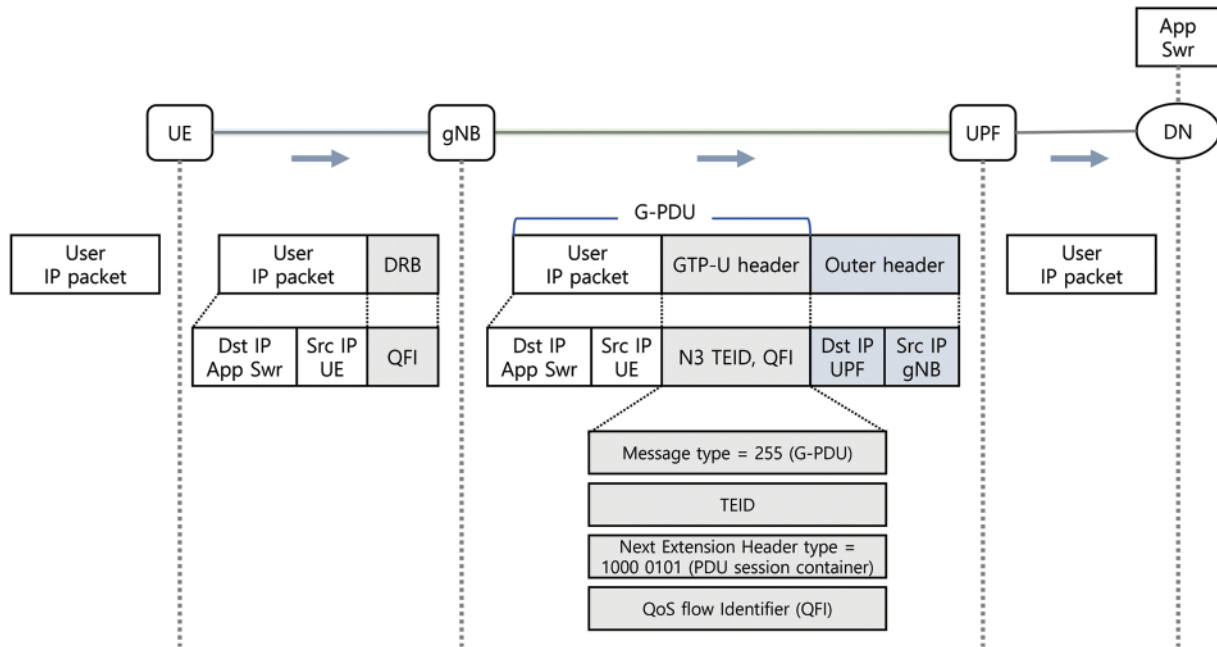 App
Swr
UE
gNB
UPF
DN
G-PDU
User
IP packet
User
IP packet
DRB
User
IP packet
GTP-U header
Outer header
User
IP packet
Dst IP
App Swr
Src IP
UE
QFI
Dst IP
App Swr
Src IP
UE
N3 TEID, QFI
Dst IP
UPF
Src IP
gNB
Message type = 255 (G-PDU)
TEID
Next Extension Header type =
1000 0101 (PDU session container)
QoS flow Identifier (QFI)